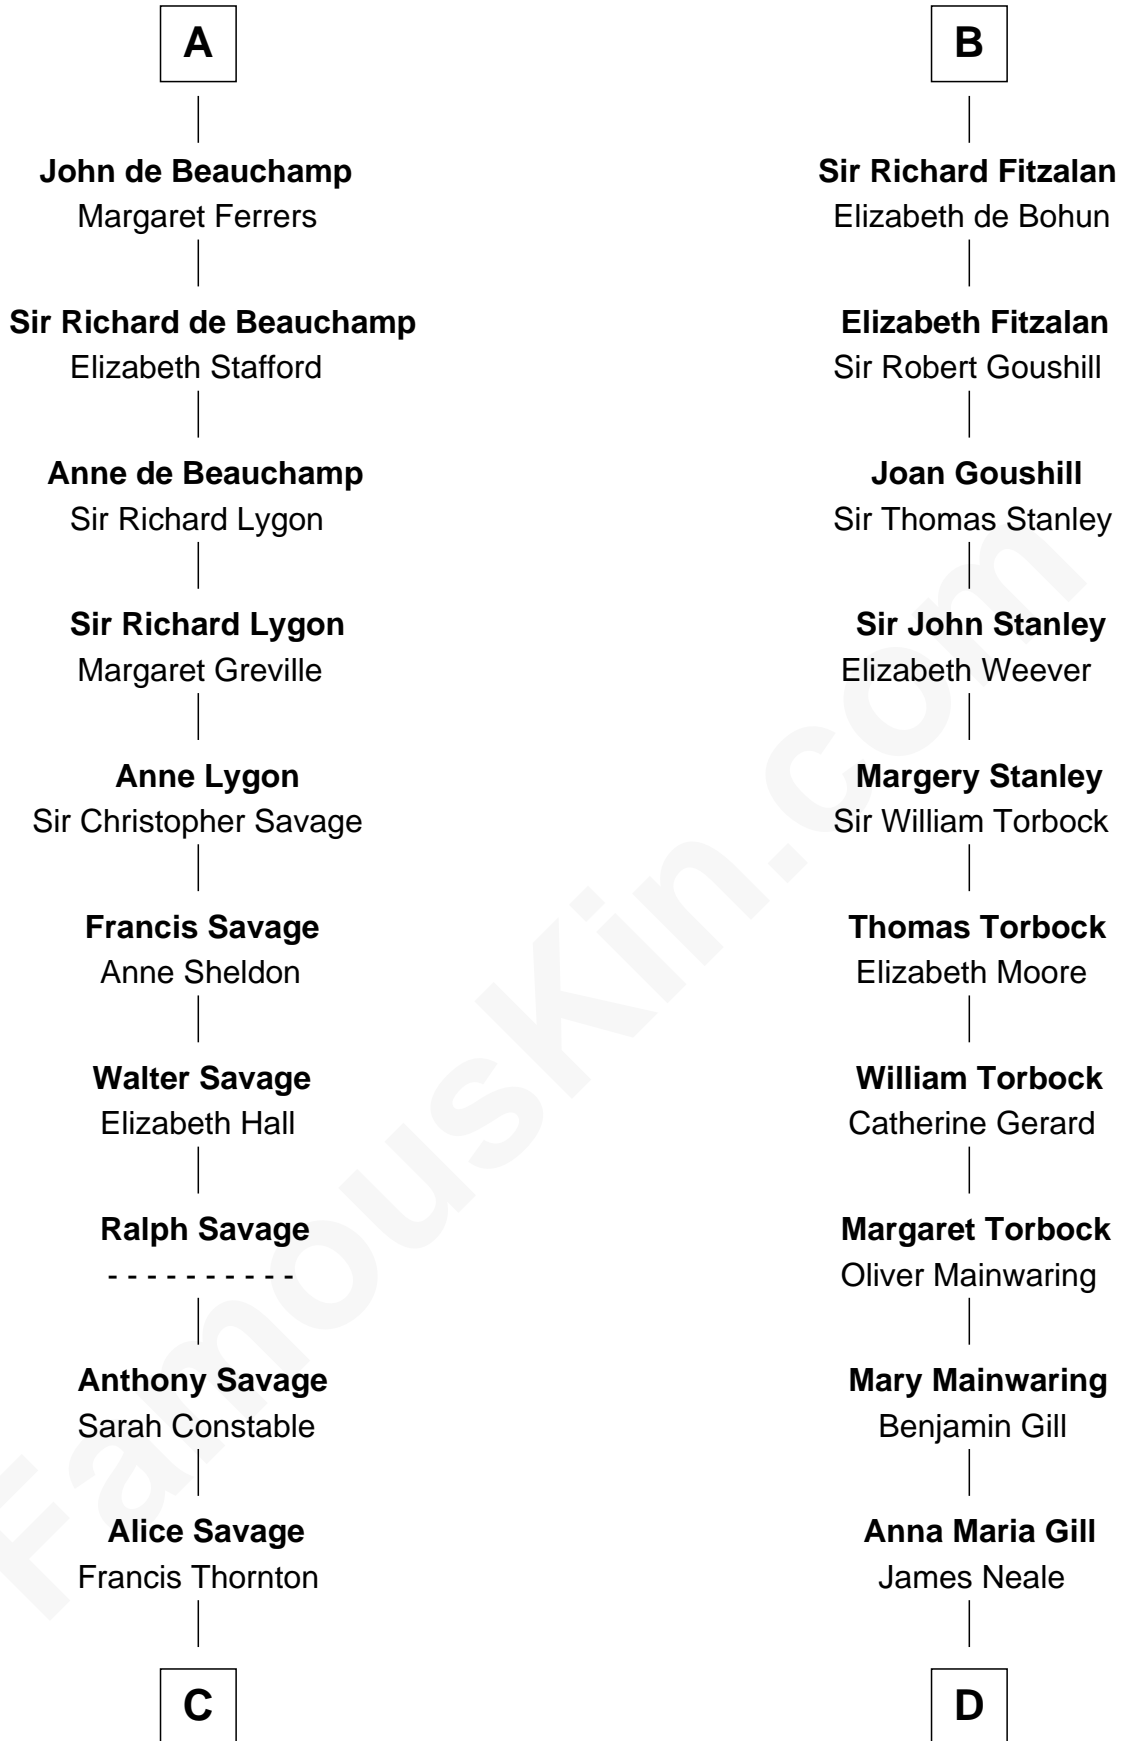 A
John de Beauchamp
Margaret Ferrers
Sir Richard de Beauchamp
Elizabeth Stafford
Anne de Beauchamp
Sir Richard Lygon
Sir Richard Lygon
Margaret Greville
Anne Lygon
Sir Christopher Savage
Francis Savage
Anne Sheldon
Walter Savage
Elizabeth Hall
Ralph Savage
- - - - - - - - - -
Anthony Savage
Sarah Constable
Alice Savage
Francis Thornton
C
B
Sir Richard Fitzalan
Elizabeth de Bohun
Elizabeth Fitzalan
Sir Robert Goushill
Joan Goushill
Sir Thomas Stanley
Sir John Stanley
Elizabeth Weever
Margery Stanley
Sir William Torbock
Thomas Torbock
Elizabeth Moore
William Torbock
Catherine Gerard
Margaret Torbock
Oliver Mainwaring
Mary Mainwaring
Benjamin Gill
Anna Maria Gill
James Neale
D
FamousKin.com